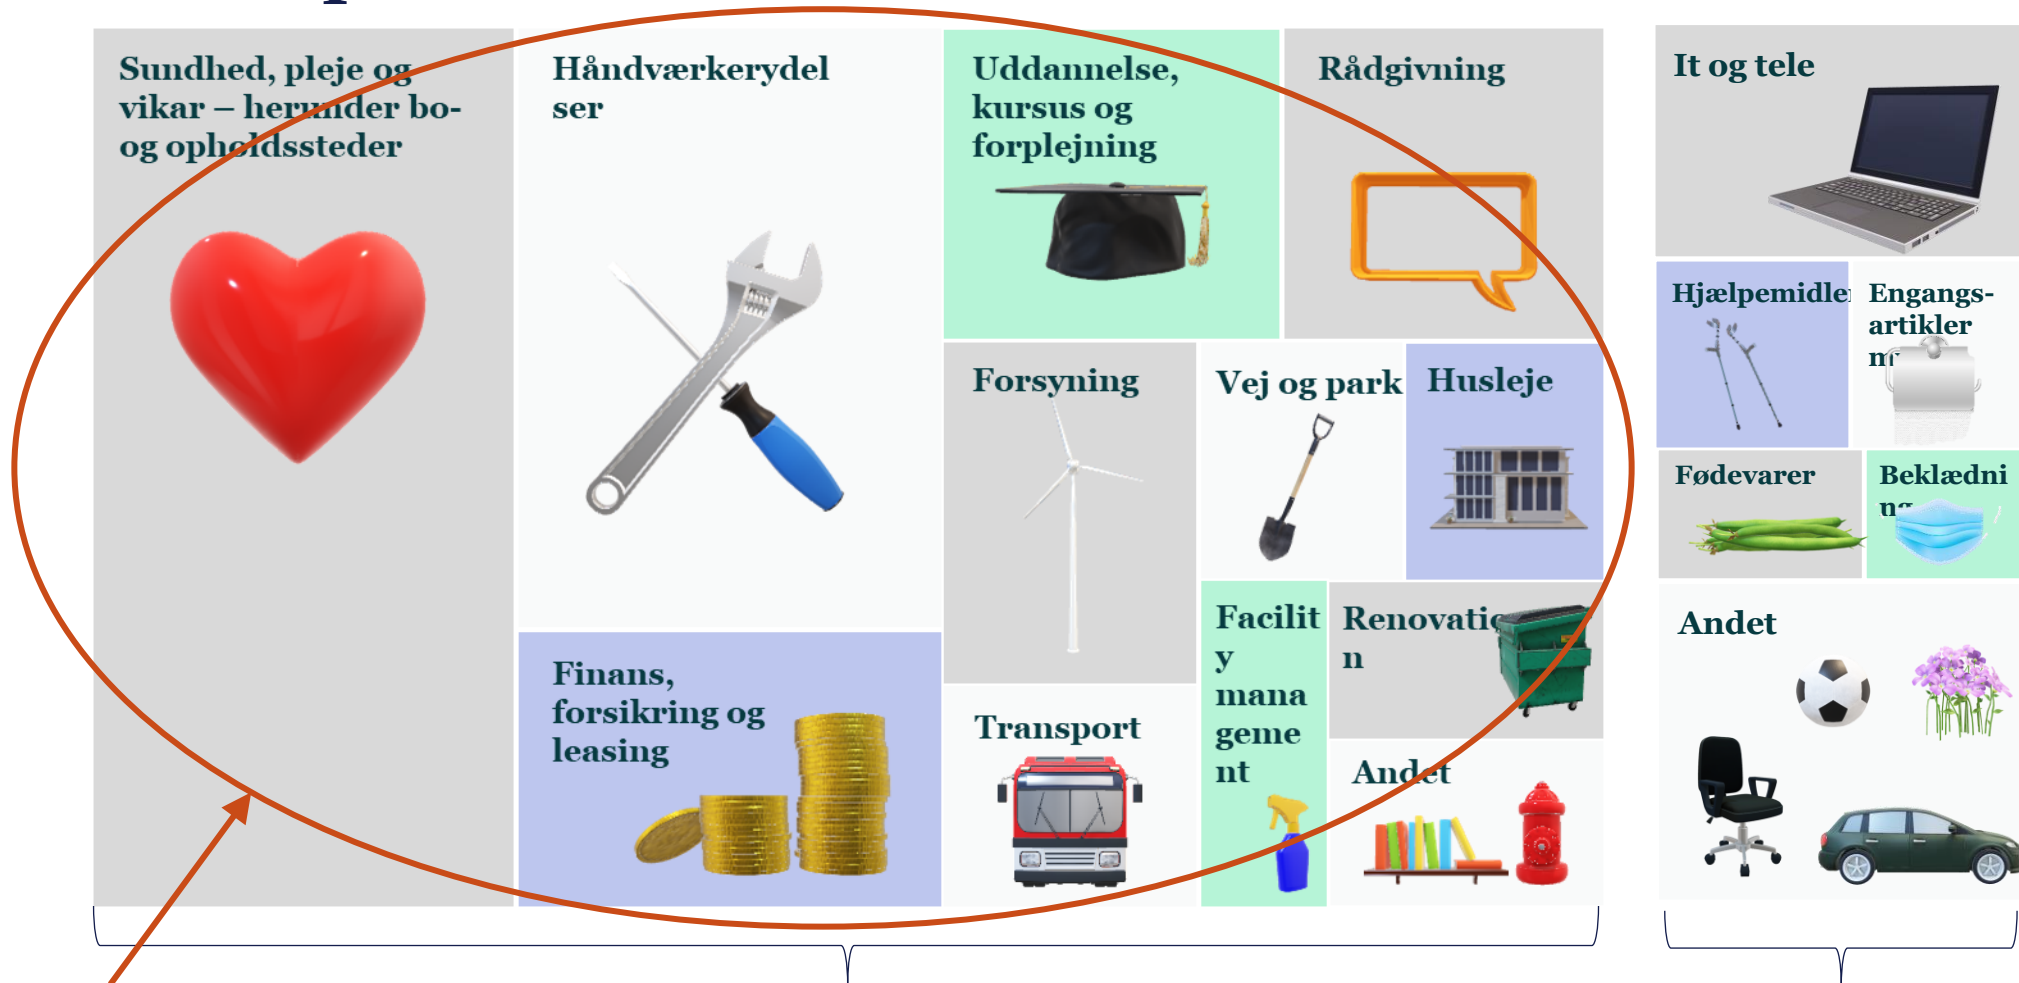 Sundhed, pleje og
vikar – herunder bo-
og opholdssteder
Håndværkerydel
ser
Uddannelse,
kursus og
forplejning
Rådgivning
It og tele
Hjælpemidler
Engangs-
artikler
Forsyning
Vej og park
Husleje
Fødevarer
Beklædni
ng
Finans,
forsikring og
leasing
Transport
Facilit
y
mana
geme
nt
Renovatio
n
Andet
Andet